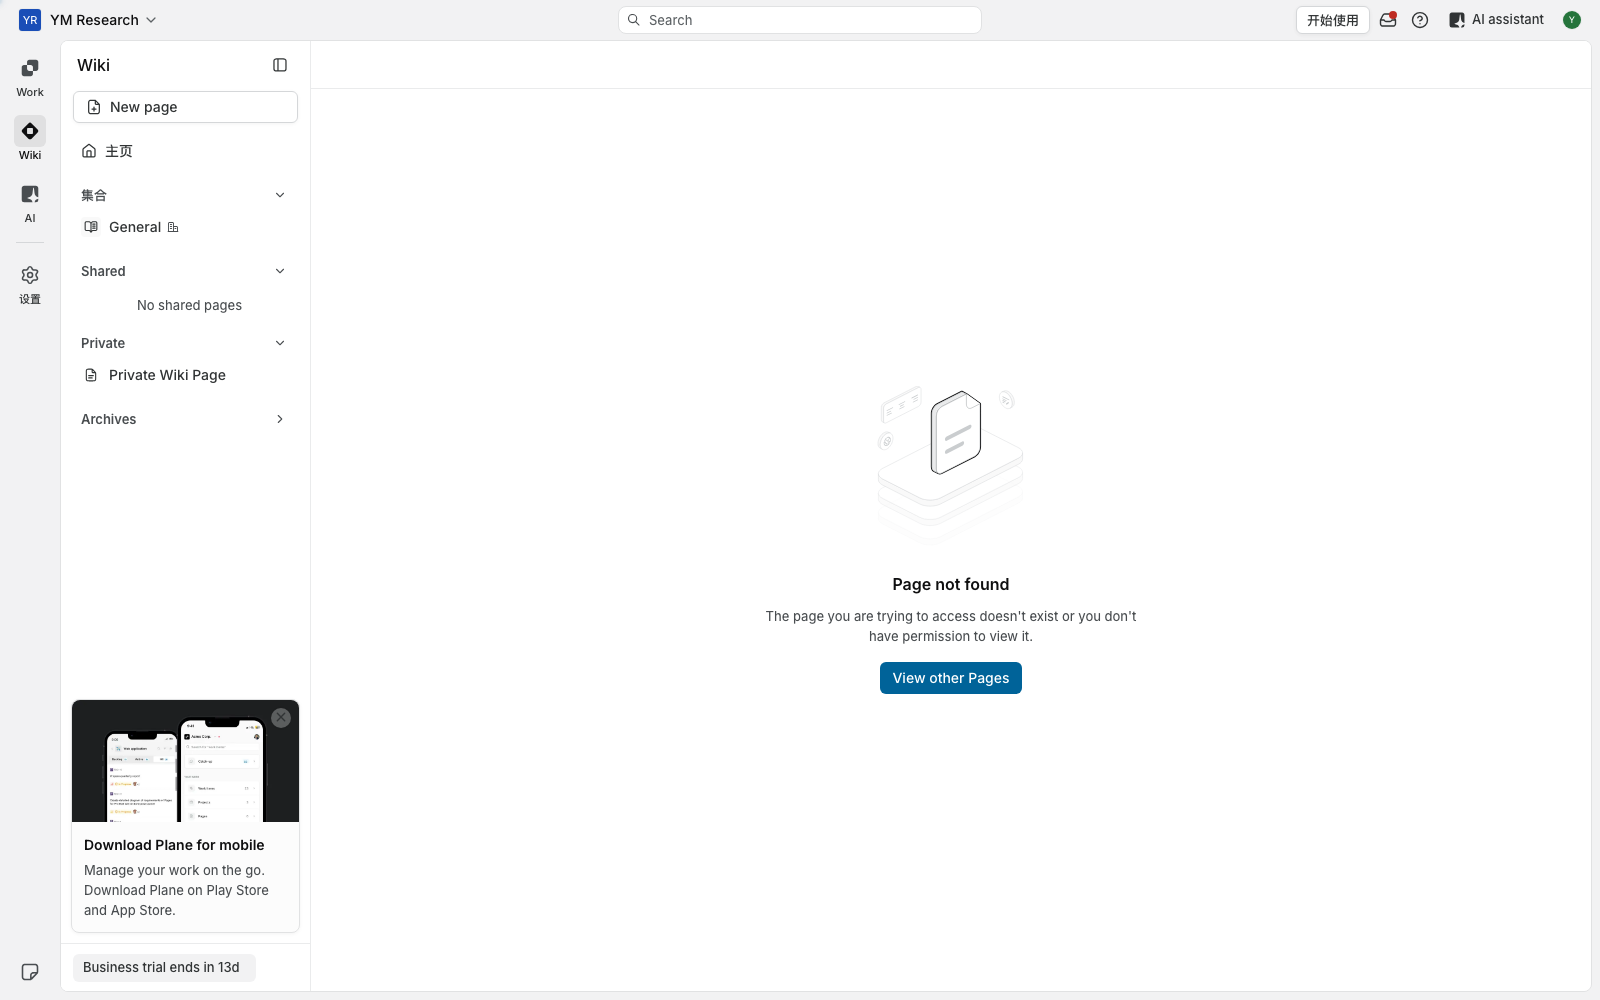 YR
YM Research
Search
开始使用
AI assistant
Y
Work
Wiki
AI
设置
Wiki
New page
主页
集合
General
Shared
No shared pages
Private
Private Wiki Page
Archives
Page not found
The page you are trying to access doesn't exist or you don't
have permission to view it.
View other Pages
Acme Corp
Download Plane for mobile
Manage your work on the go.
Download Plane on Play Store
and App Store.
Business trial ends in 13d